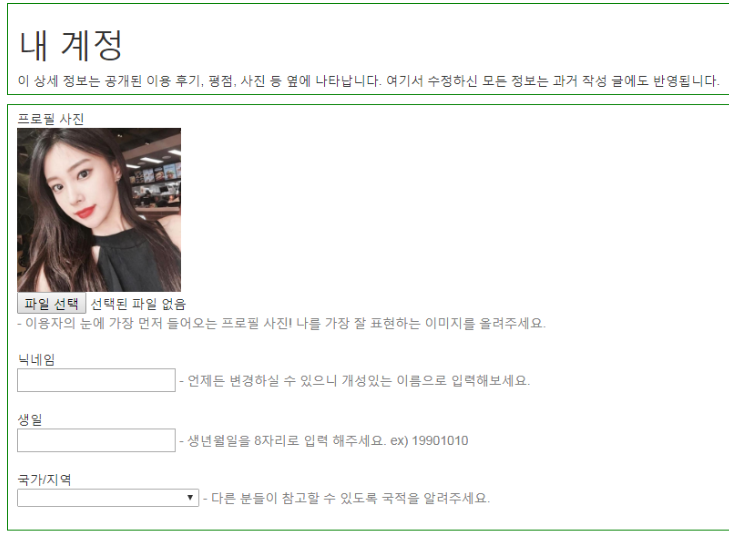 내 계정
이 상세 정보는 공개된 이용 후기, 평점, 사진 등 옆에 나타납니다. 여기서 수정하신 모든 정보는 과거 작성 글에도 반영됩니다.
프로필 사진
파일 선택 선택된 파일 없음
- 이용자의 눈에 가장 먼저 들어오는 프로필 사진! 나를 가장 잘 표현하는 이미지를 올려주세요.
닉네임
- 언제든 변경하실 수 있으니 개성있는 이름으로 입력해보세요.
생일
- 생년월일을 8자리로 입력 해주세요. ex) 19901010
국가/지역
- 다른 분들이 참고할 수 있도록 국적을 알려주세요.